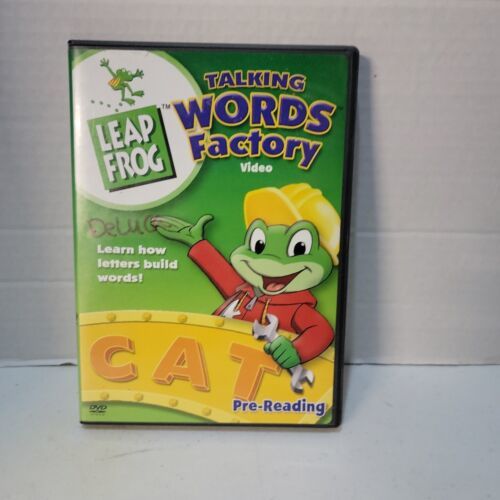 LEAP
FROG
TM
TALKING
WORDS
Factory
Video
Learn how
letters build
words!
CAT
Pre-Reading
DVD